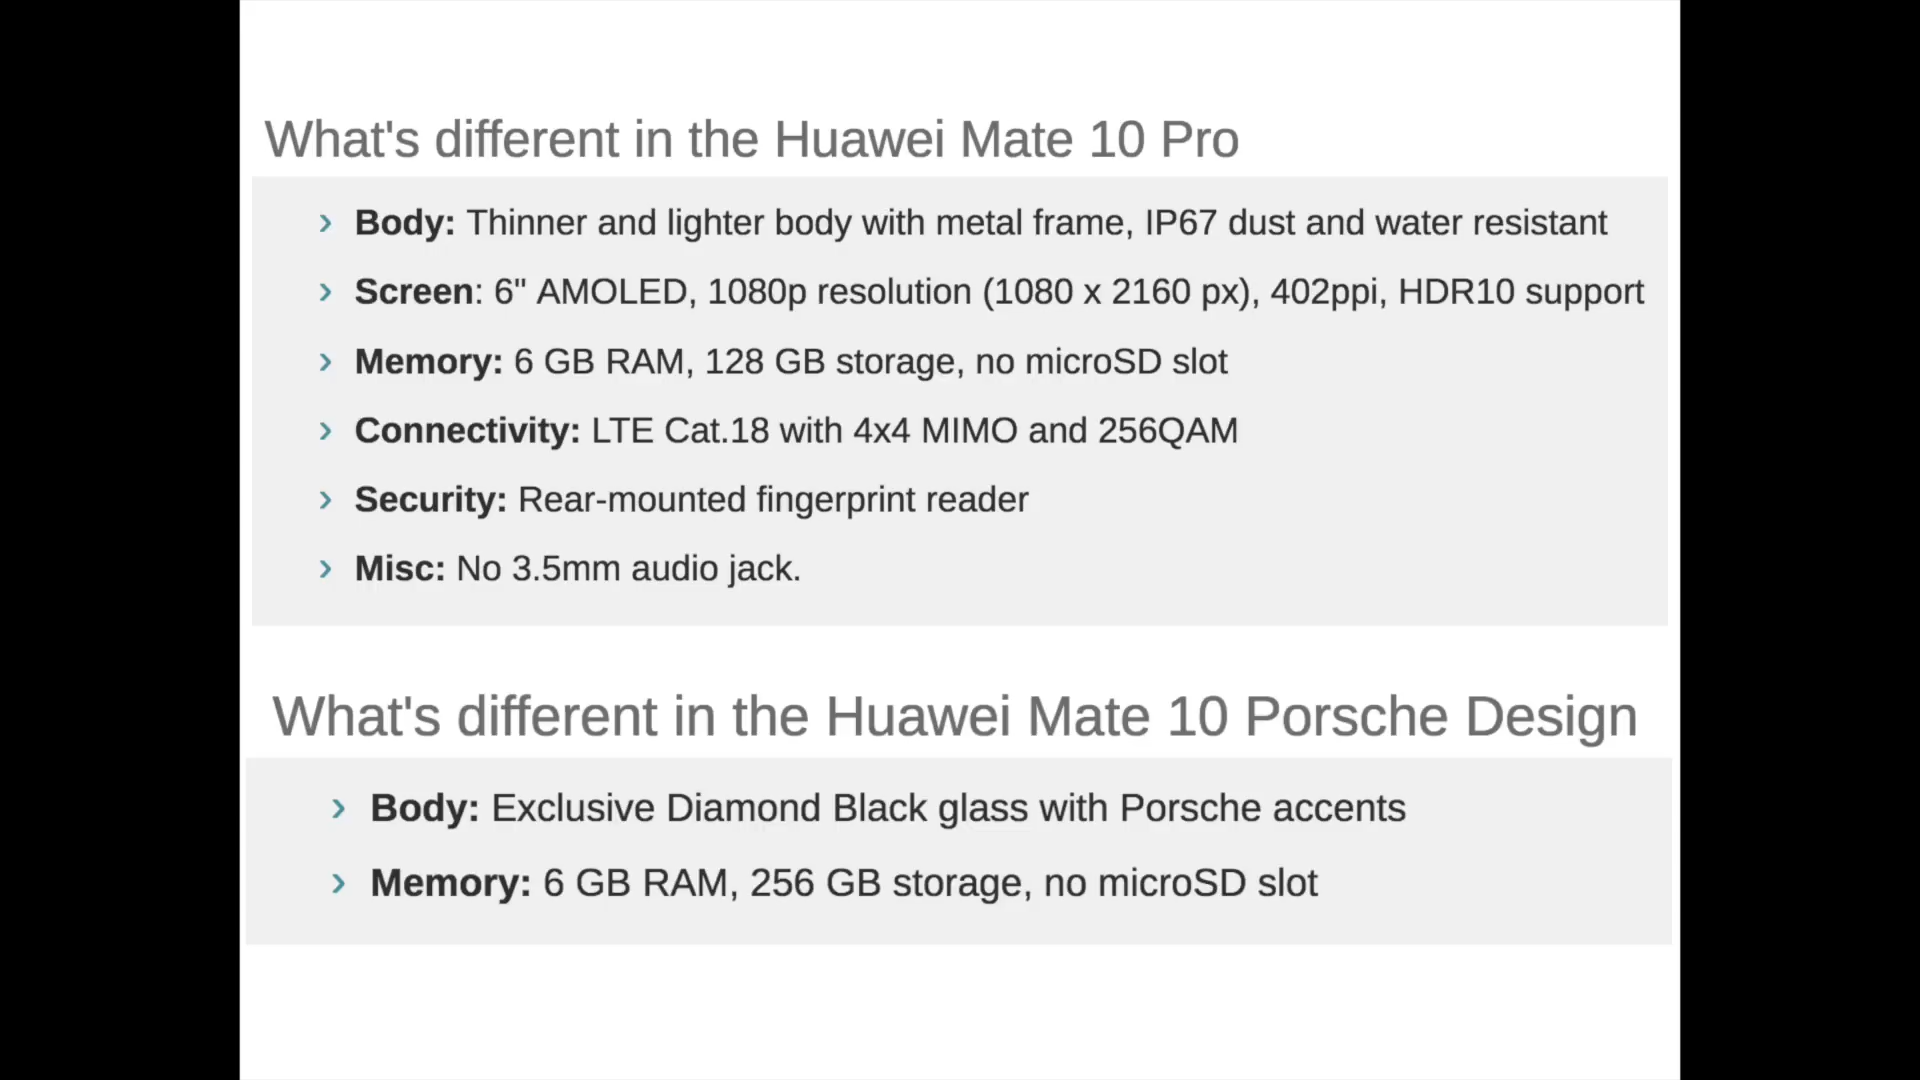 What's different in the Huawei Mate 10 Pro
› Body: Thinner and lighter body with metal frame, IP67 dust and water resistant
› Screen: 6" AMOLED, 1080p resolution (1080 x 2160 px), 402ppi, HDR10 support
› Memory: 6 GB RAM, 128 GB storage, no microSD slot
› Connectivity: LTE Cat.18 with 4x4 MIMO and 256QAM
› Security: Rear-mounted fingerprint reader
› Misc: No 3.5mm audio jack.
What's different in the Huawei Mate 10 Porsche Design
› Body: Exclusive Diamond Black glass with Porsche accents
› Memory: 6 GB RAM, 256 GB storage, no microSD slot